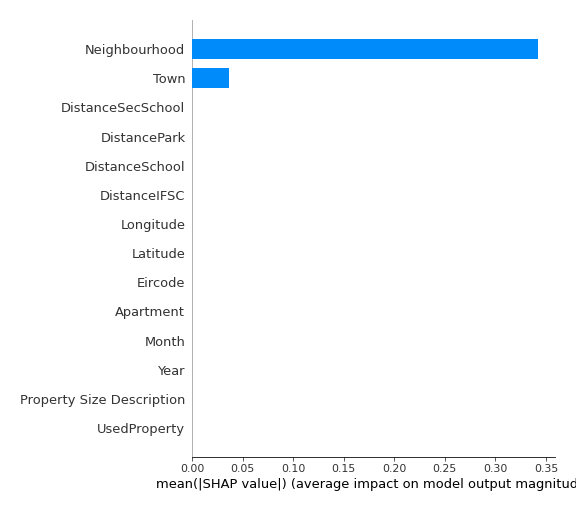 Neighbourhood
Town
DistanceSecSchool
DistancePark
DistanceSchool
DistanceIFSC
Longitude
Latitude
Eircode
Apartment
Month
Year
Property Size Description
UsedProperty
0.00 0.05 0.10 0.15 0.20 0.25 0.30 0.35
mean(|SHAP value|) (average impact on model output magnitud